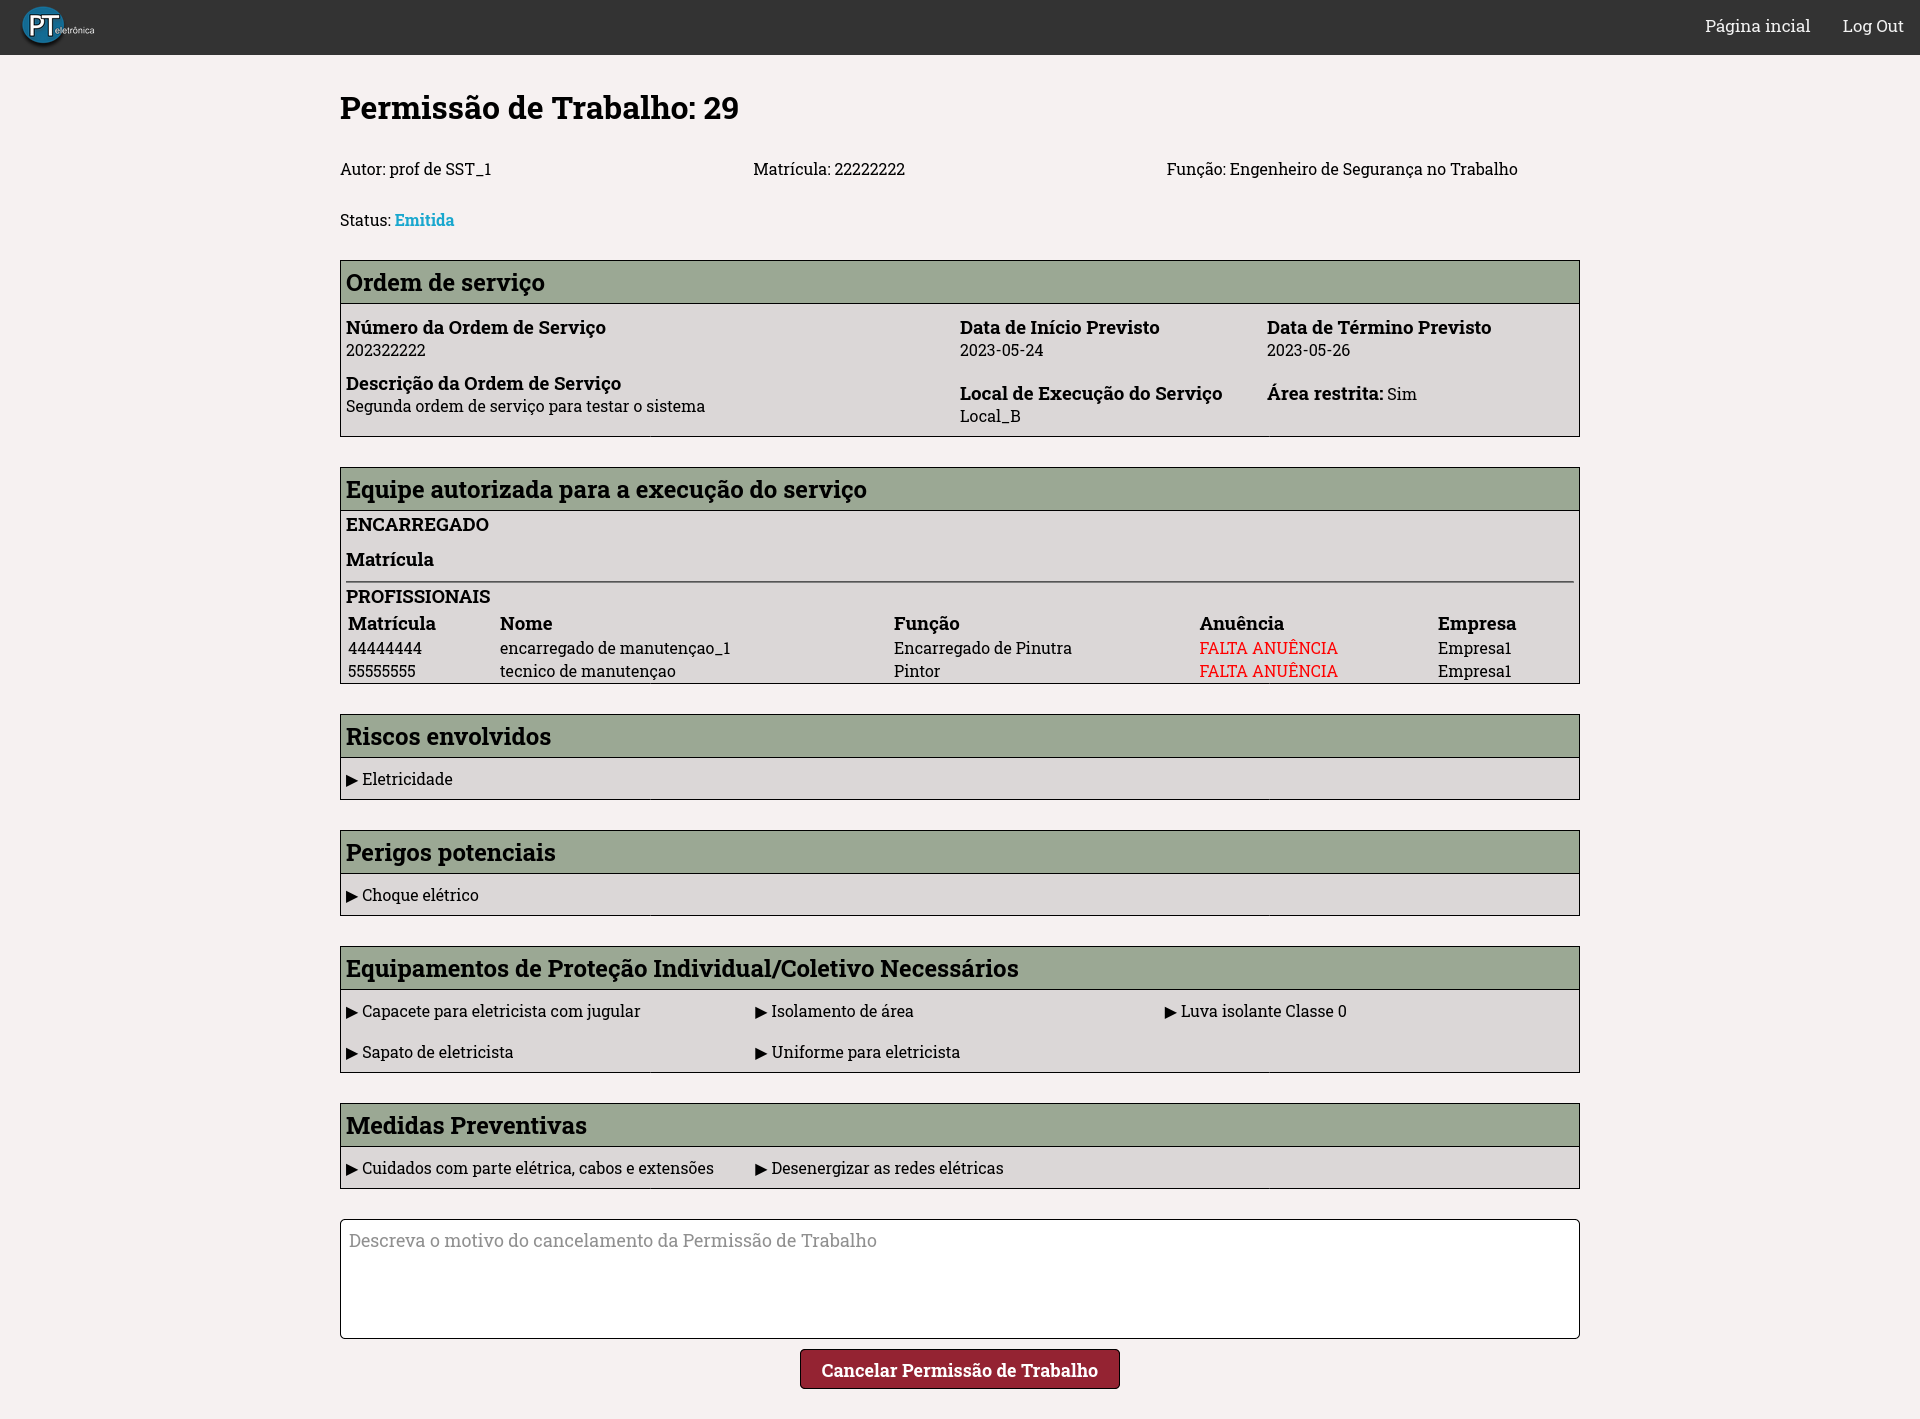 PT eletrônica
Página incial Log Out
Permissão de Trabalho: 29
Autor: prof de SST_1 Matrícula: 22222222 Função: Engenheiro de Segurança no Trabalho
Status: Emitida
Ordem de serviço
Número da Ordem de Serviço Data de Início Previsto Data de Término Previsto
202322222 2023-05-24 2023-05-26
Descrição da Ordem de Serviço
Segunda ordem de serviço para testar o sistema
Local de Execução do Serviço Área restrita: Sim
Local_B
Equipe autorizada para a execução do serviço
ENCARREGADO
Matrícula
PROFISSIONAIS
Matrícula Nome Função Anuência Empresa
44444444 encarregado de manutençao_1 Encarregado de Pinutra FALTA ANUÊNCIA Empresa1
55555555 tecnico de manutençao Pintor FALTA ANUÊNCIA Empresa1
Riscos envolvidos
▶ Eletricidade
Perigos potenciais
▶ Choque elétrico
Equipamentos de Proteção Individual/Coletivo Necessários
▶ Capacete para eletricista com jugular ▶ Isolamento de área ▶ Luva isolante Classe 0
▶ Sapato de eletricista ▶ Uniforme para eletricista
Medidas Preventivas
▶ Cuidados com parte elétrica, cabos e extensões ▶ Desenergizar as redes elétricas
Descreva o motivo do cancelamento da Permissão de Trabalho
Cancelar Permissão de Trabalho